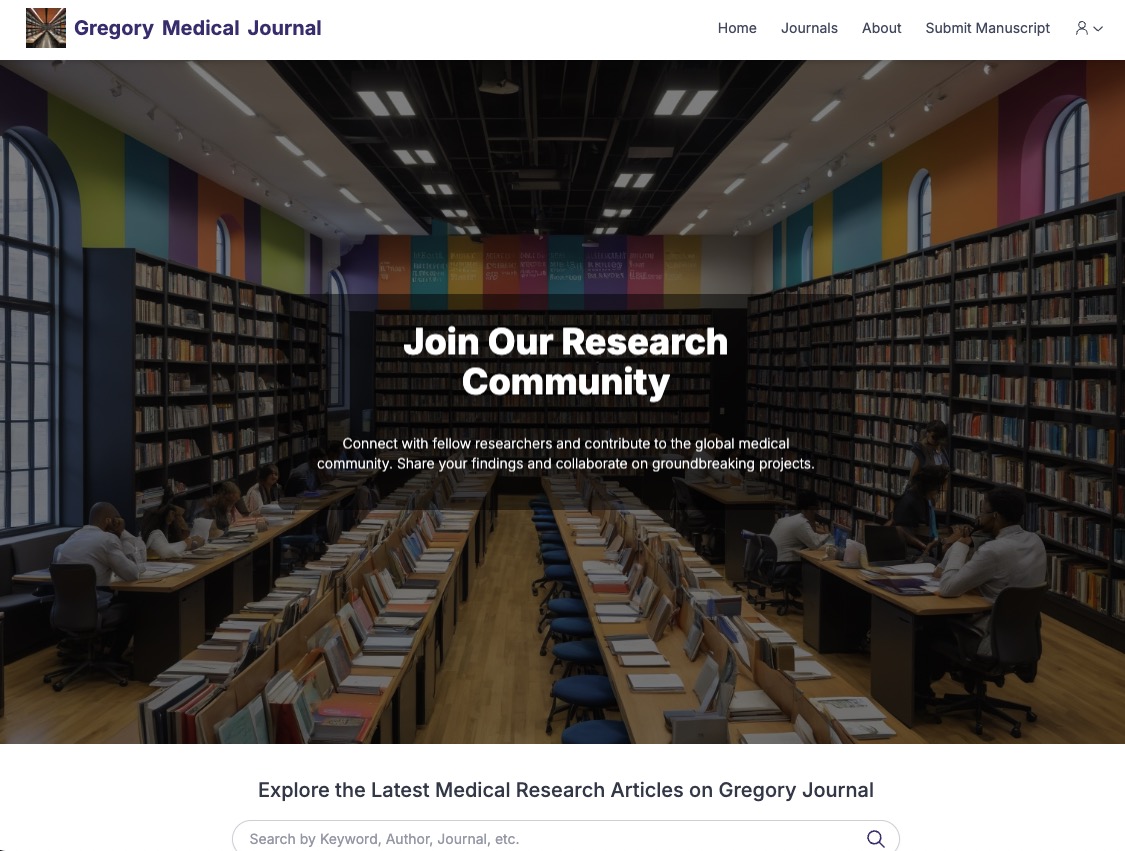 Gregory Medical Journal
Home
Journals
About
Submit Manuscript
Join Our Research
Community
Connect with fellow researchers and contribute to the global medical
community. Share your findings and collaborate on groundbreaking projects.
Explore the Latest Medical Research Articles on Gregory Journal
Search by Keyword, Author, Journal, etc.